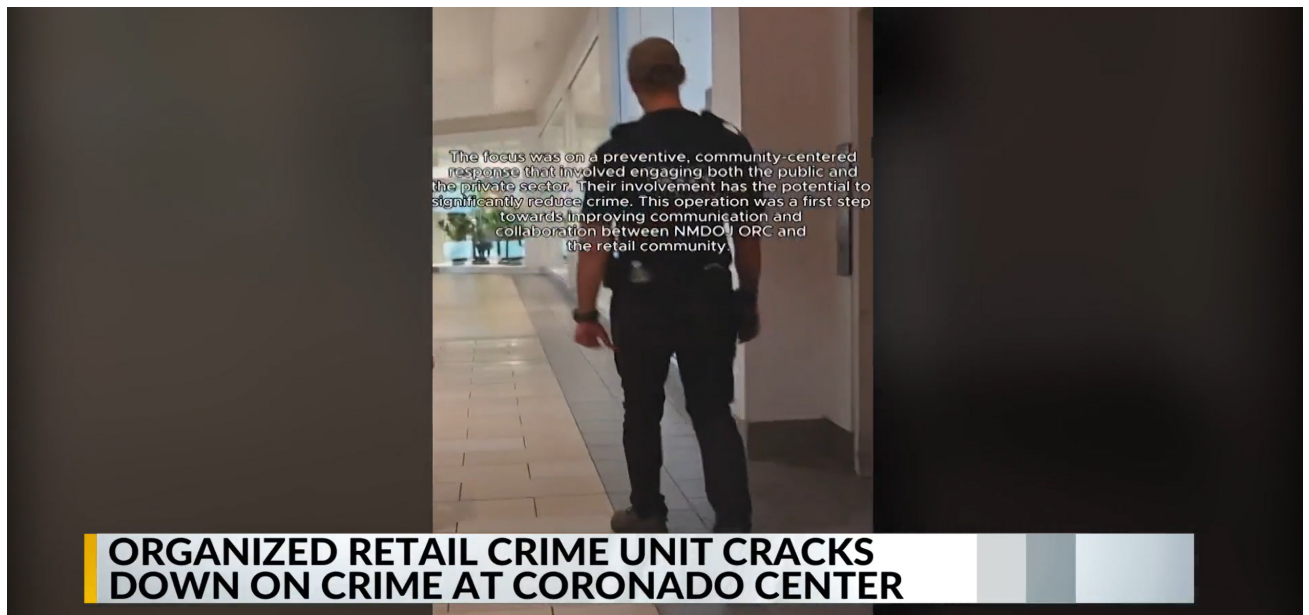 The focus was on a preventive, community-centered
response that involved engaging both the public and
the private sector. Their involvement has the potential to
significantly reduce crime. This operation was a first step
towards improving communication and
collaboration between NMDOJ ORC and
the retail community.
ORGANIZED RETAIL CRIME UNIT CRACKS
DOWN ON CRIME AT CORONADO CENTER